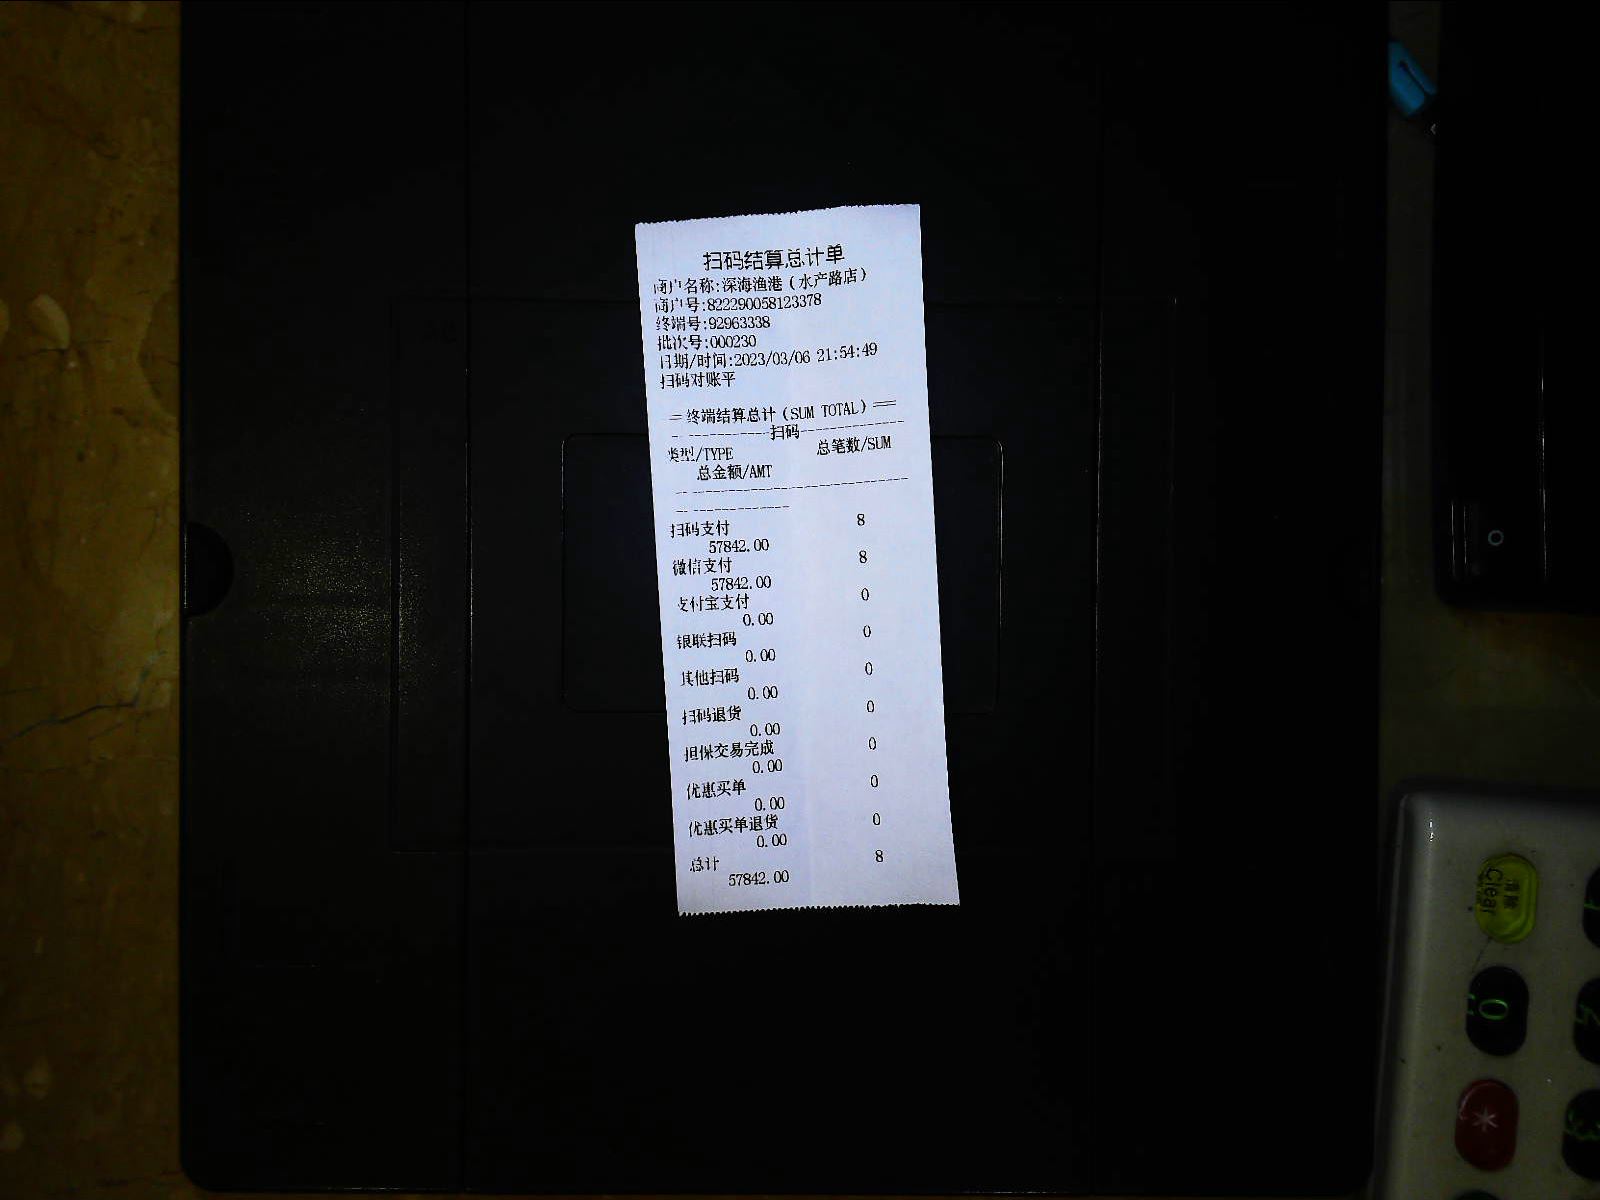 扫码结算总计单
商户名称:深海渔港（水产路店）
商户号:822290058123378
终端号:92963338
批次号:000230
日期/时间:2023/03/06 21:54:49
扫码对账平
=终端结算总计（SUM TOTAL）==
-------------扫码---------------
类型/TYPE 总笔数/SUM
总金额/AMT
--------------------------------
----------------
扫码支付 8
57842.00
微信支付 8
57842.00
支付宝支付 0
0.00
银联扫码 0
0.00
其他扫码 0
0.00
扫码退货 0
0.00
担保交易完成 0
0.00
优惠买单 0
0.00
优惠买单退货 0
0.00
总计 8
57842.00
清除
Clear
0
*